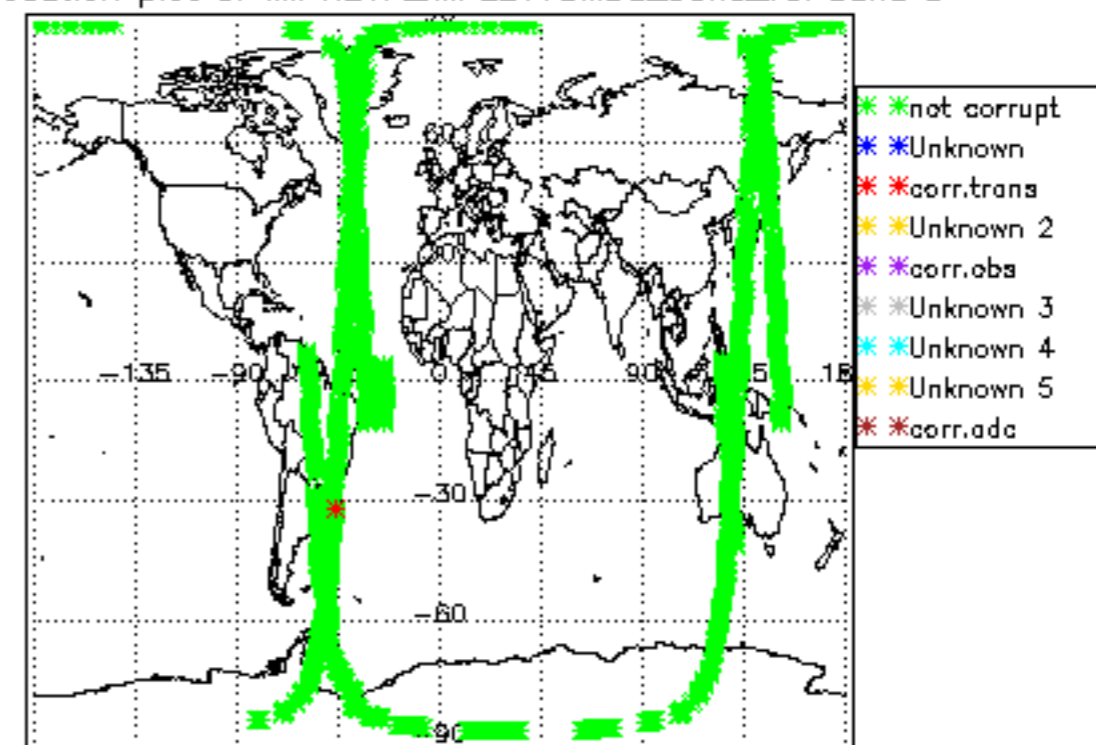 60
-135 -90 0 45 90
-30
-60
-90
not corrupt
Unknown
corr.trans
Unknown 2
corr.obs
Unknown 3
Unknown 4
Unknown 5
corr.adc